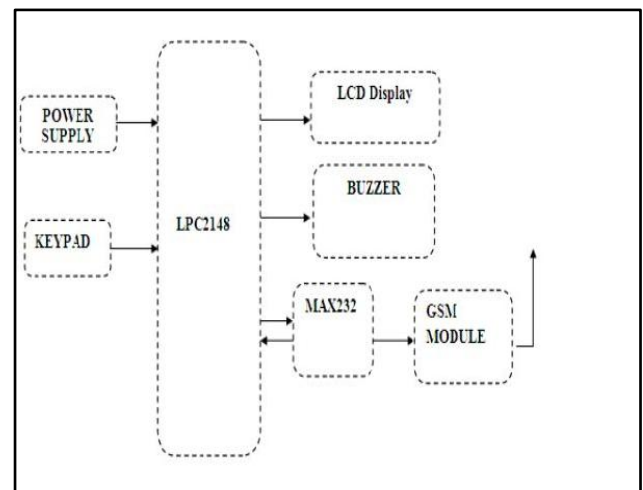 LCD Display
POWER
SUPPLY
BUZZER
LPC2148
KEYPAD
MAX232
GSM
MODULE